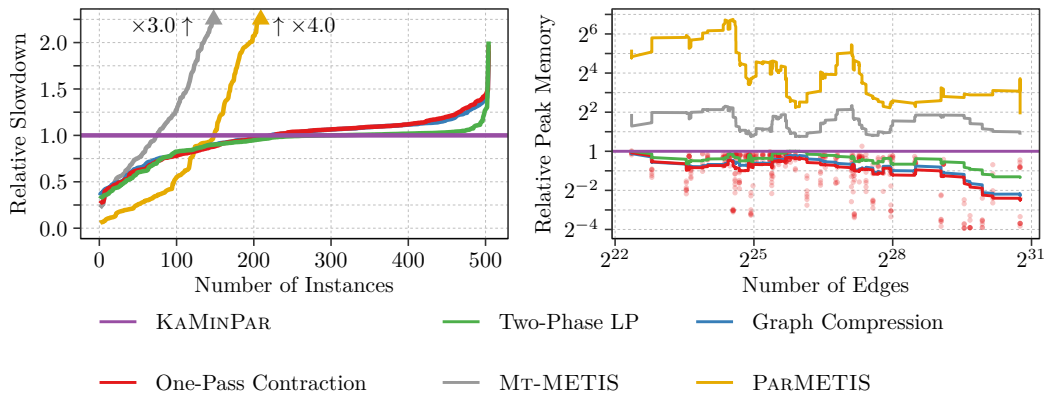 ×3.0 ↑
↑ ×4.0
Relative Slowdown
2.0
1.5
1.0
0.5
0.0
0
100
200
300
400
500
Number of Instances
Relative Peak Memory
2^6
2^4
2^2
1
2^−2
2^−4
2^22
2^25
2^28
2^31
Number of Edges
KAMINPAR
Two-Phase LP
Graph Compression
One-Pass Contraction
MT-METIS
PARMETIS